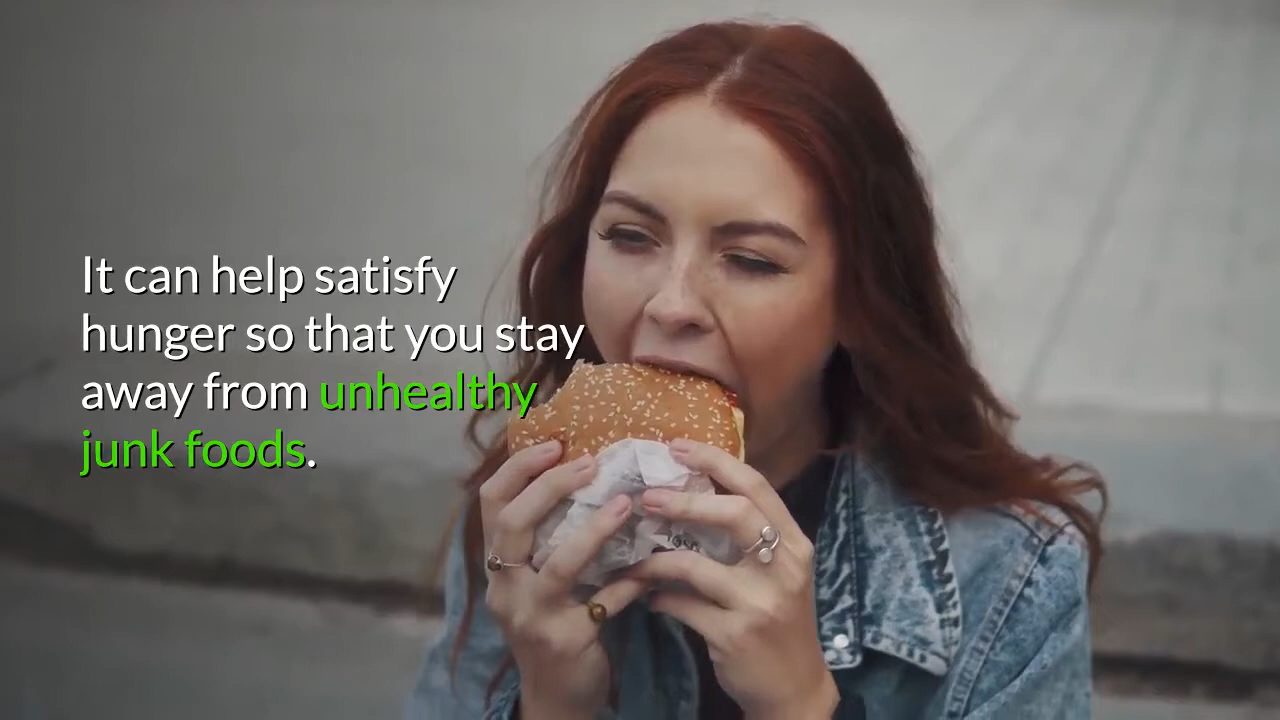 It can help satisfy
hunger so that you stay
away from unhealthy
junk foods.